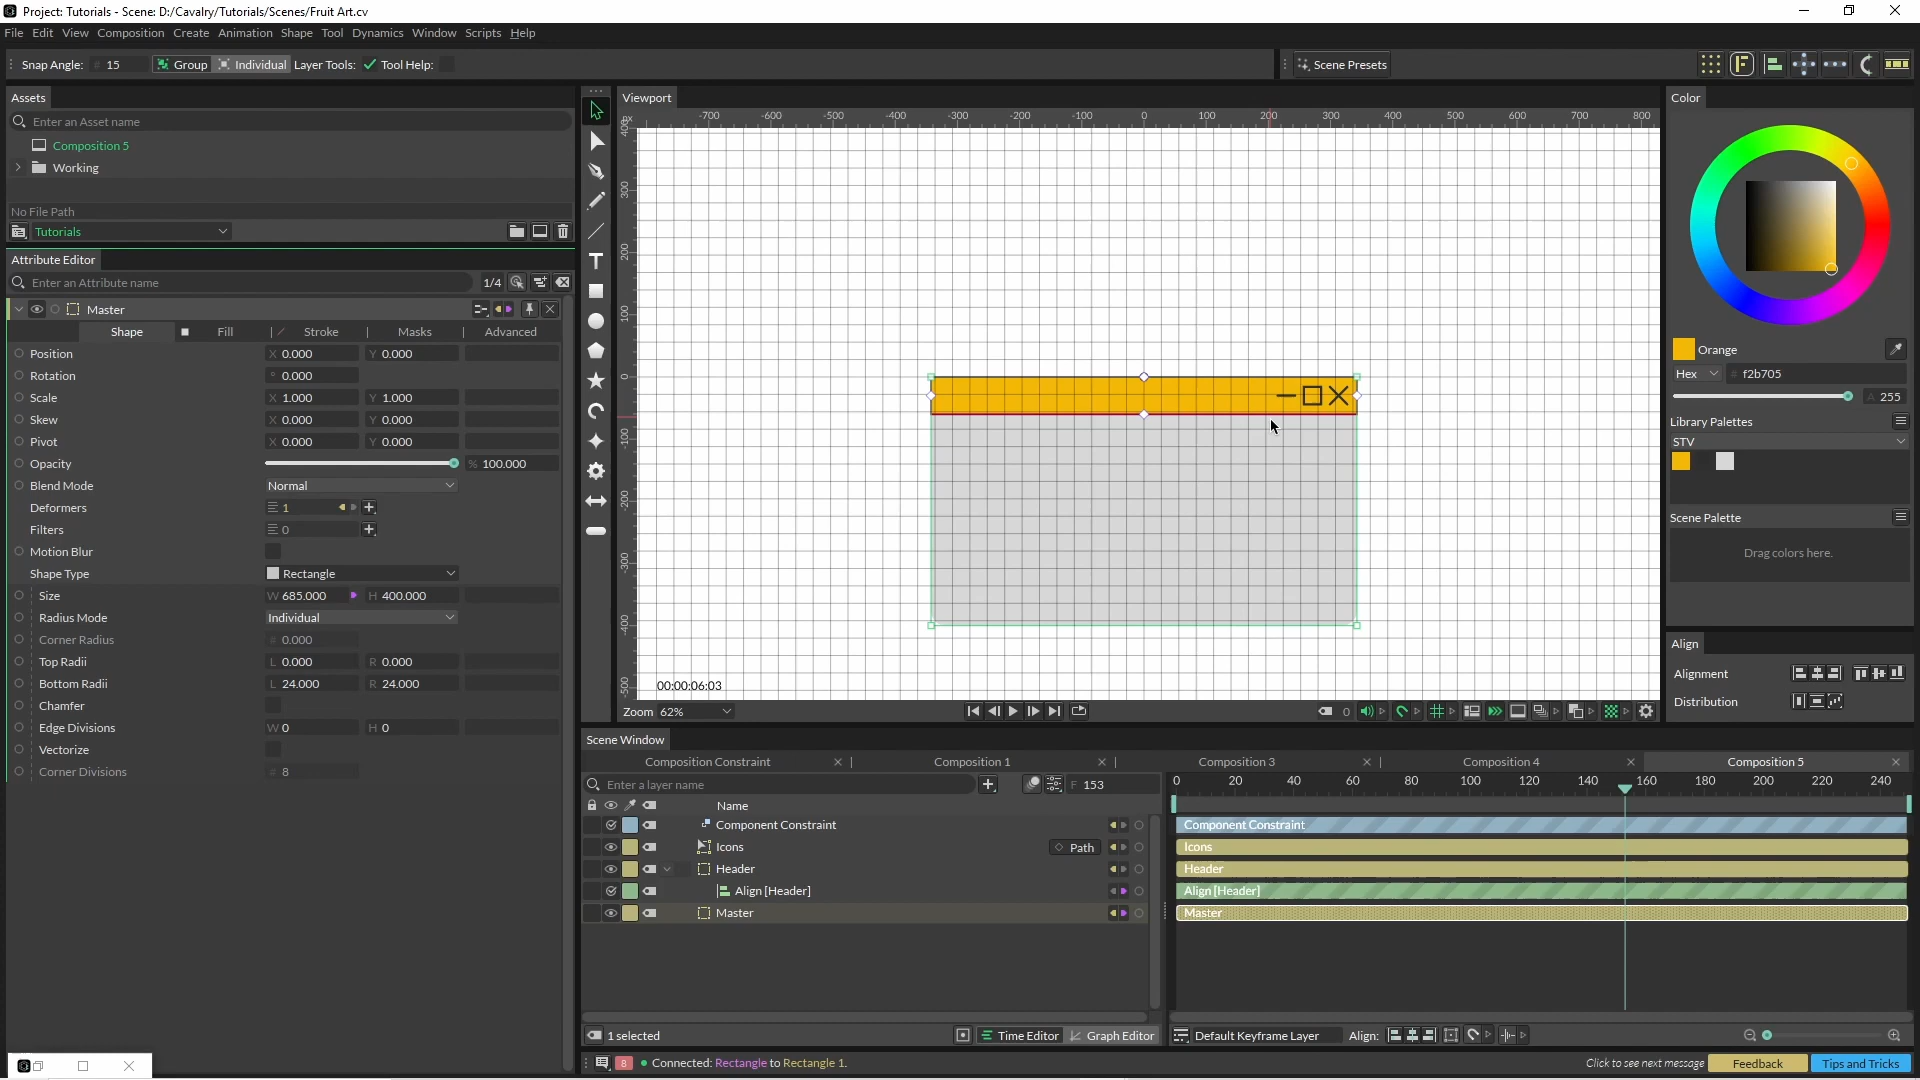 Project: Tutorials - Scene: D:/Cavalry/Tutorials/Scenes/Fruit Art.cv
File Edit View Composition Create Animation Shape Tool Dynamics Window Scripts Help
Snap Angle: 15 Group Individual Layer Tools: Tool Help: Scene Presets
Assets
Enter an Asset name
Composition 5
Working
No File Path
Tutorials
Attribute Editor
Enter an Attribute name 1/4
Master
Shape Fill Stroke Masks Advanced
Position X 0.000 Y 0.000
Rotation ° 0.000
Scale X 1.000 Y 1.000
Skew X 0.000 Y 0.000
Pivot X 0.000 Y 0.000
Opacity % 100.000
Blend Mode Normal
Deformers 1
Filters 0
Motion Blur
Shape Type Rectangle
Size W 685.000 H 400.000
Radius Mode Individual
Corner Radius # 0.000
Top Radii L 0.000 R 0.000
Bottom Radii L 24.000 R 24.000
Chamfer
Edge Divisions W 0 H 0
Vectorize
Corner Divisions # 8
Viewport
-700 -600 -500 -400 -300 -200 -100 0 100 200 300 400 500 600 700 800
400
300
200
100
0
-100
-200
-300
-400
-500
00:00:06:03
Zoom 62%
0
Color
Orange
Hex # f2b705
A 255
Library Palettes
STV
Scene Palette
Drag colors here.
Align
Alignment
Distribution
Scene Window
Composition Constraint Composition 1 Composition 3 Composition 4 Composition 5
Enter a layer name F 153
0 20 40 60 80 100 120 140 160 180 200 220 240
Name
Component Constraint Component Constraint
Icons Path Icons
Header Header
Align [Header] Align [Header]
Master Master
1 selected Time Editor Graph Editor Default Keyframe Layer Align:
8 Connected: Rectangle to Rectangle 1. Click to see next message Feedback Tips and Tricks